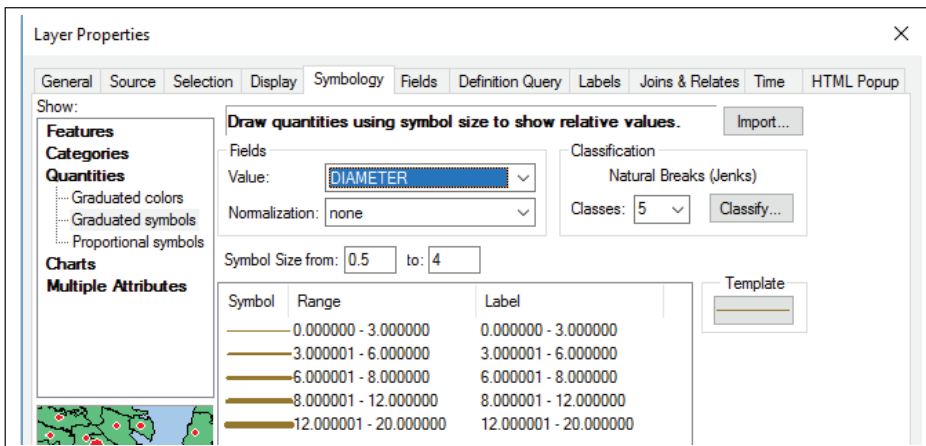 Layer Properties
General Source Selection Display Symbology Fields Definition Query Labels Joins & Relates Time HTML Popup
Show:
Features
Categories
Quantities
Graduated colors
Graduated symbols
Proportional symbols
Charts
Multiple Attributes
Draw quantities using symbol size to show relative values.
Import...
Fields
Value: DIAMETER
Normalization: none
Classification
Natural Breaks (Jenks)
Classes: 5 Classify...
Symbol Size from: 0.5 to: 4
Template
Symbol Range Label
0.000000 - 3.000000 0.000000 - 3.000000
3.000001 - 6.000000 3.000001 - 6.000000
6.000001 - 8.000000 6.000001 - 8.000000
8.000001 - 12.000000 8.000001 - 12.000000
12.000001 - 20.000000 12.000001 - 20.000000